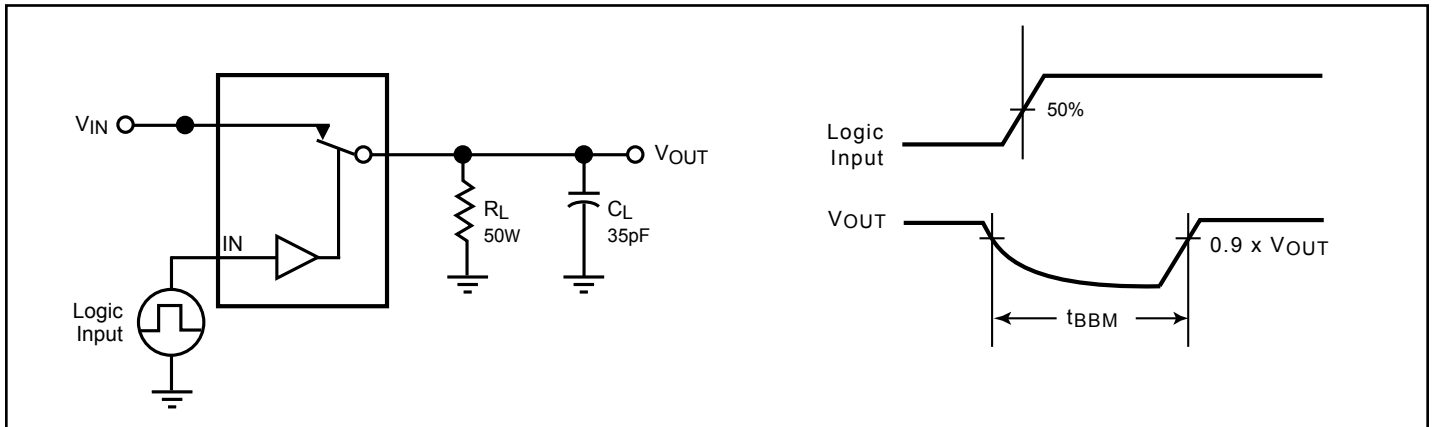 VIN
VOUT
RL
50W
CL
35pF
IN
Logic
Input
50%
Logic
Input
VOUT
0.9 x VOUT
tBBM